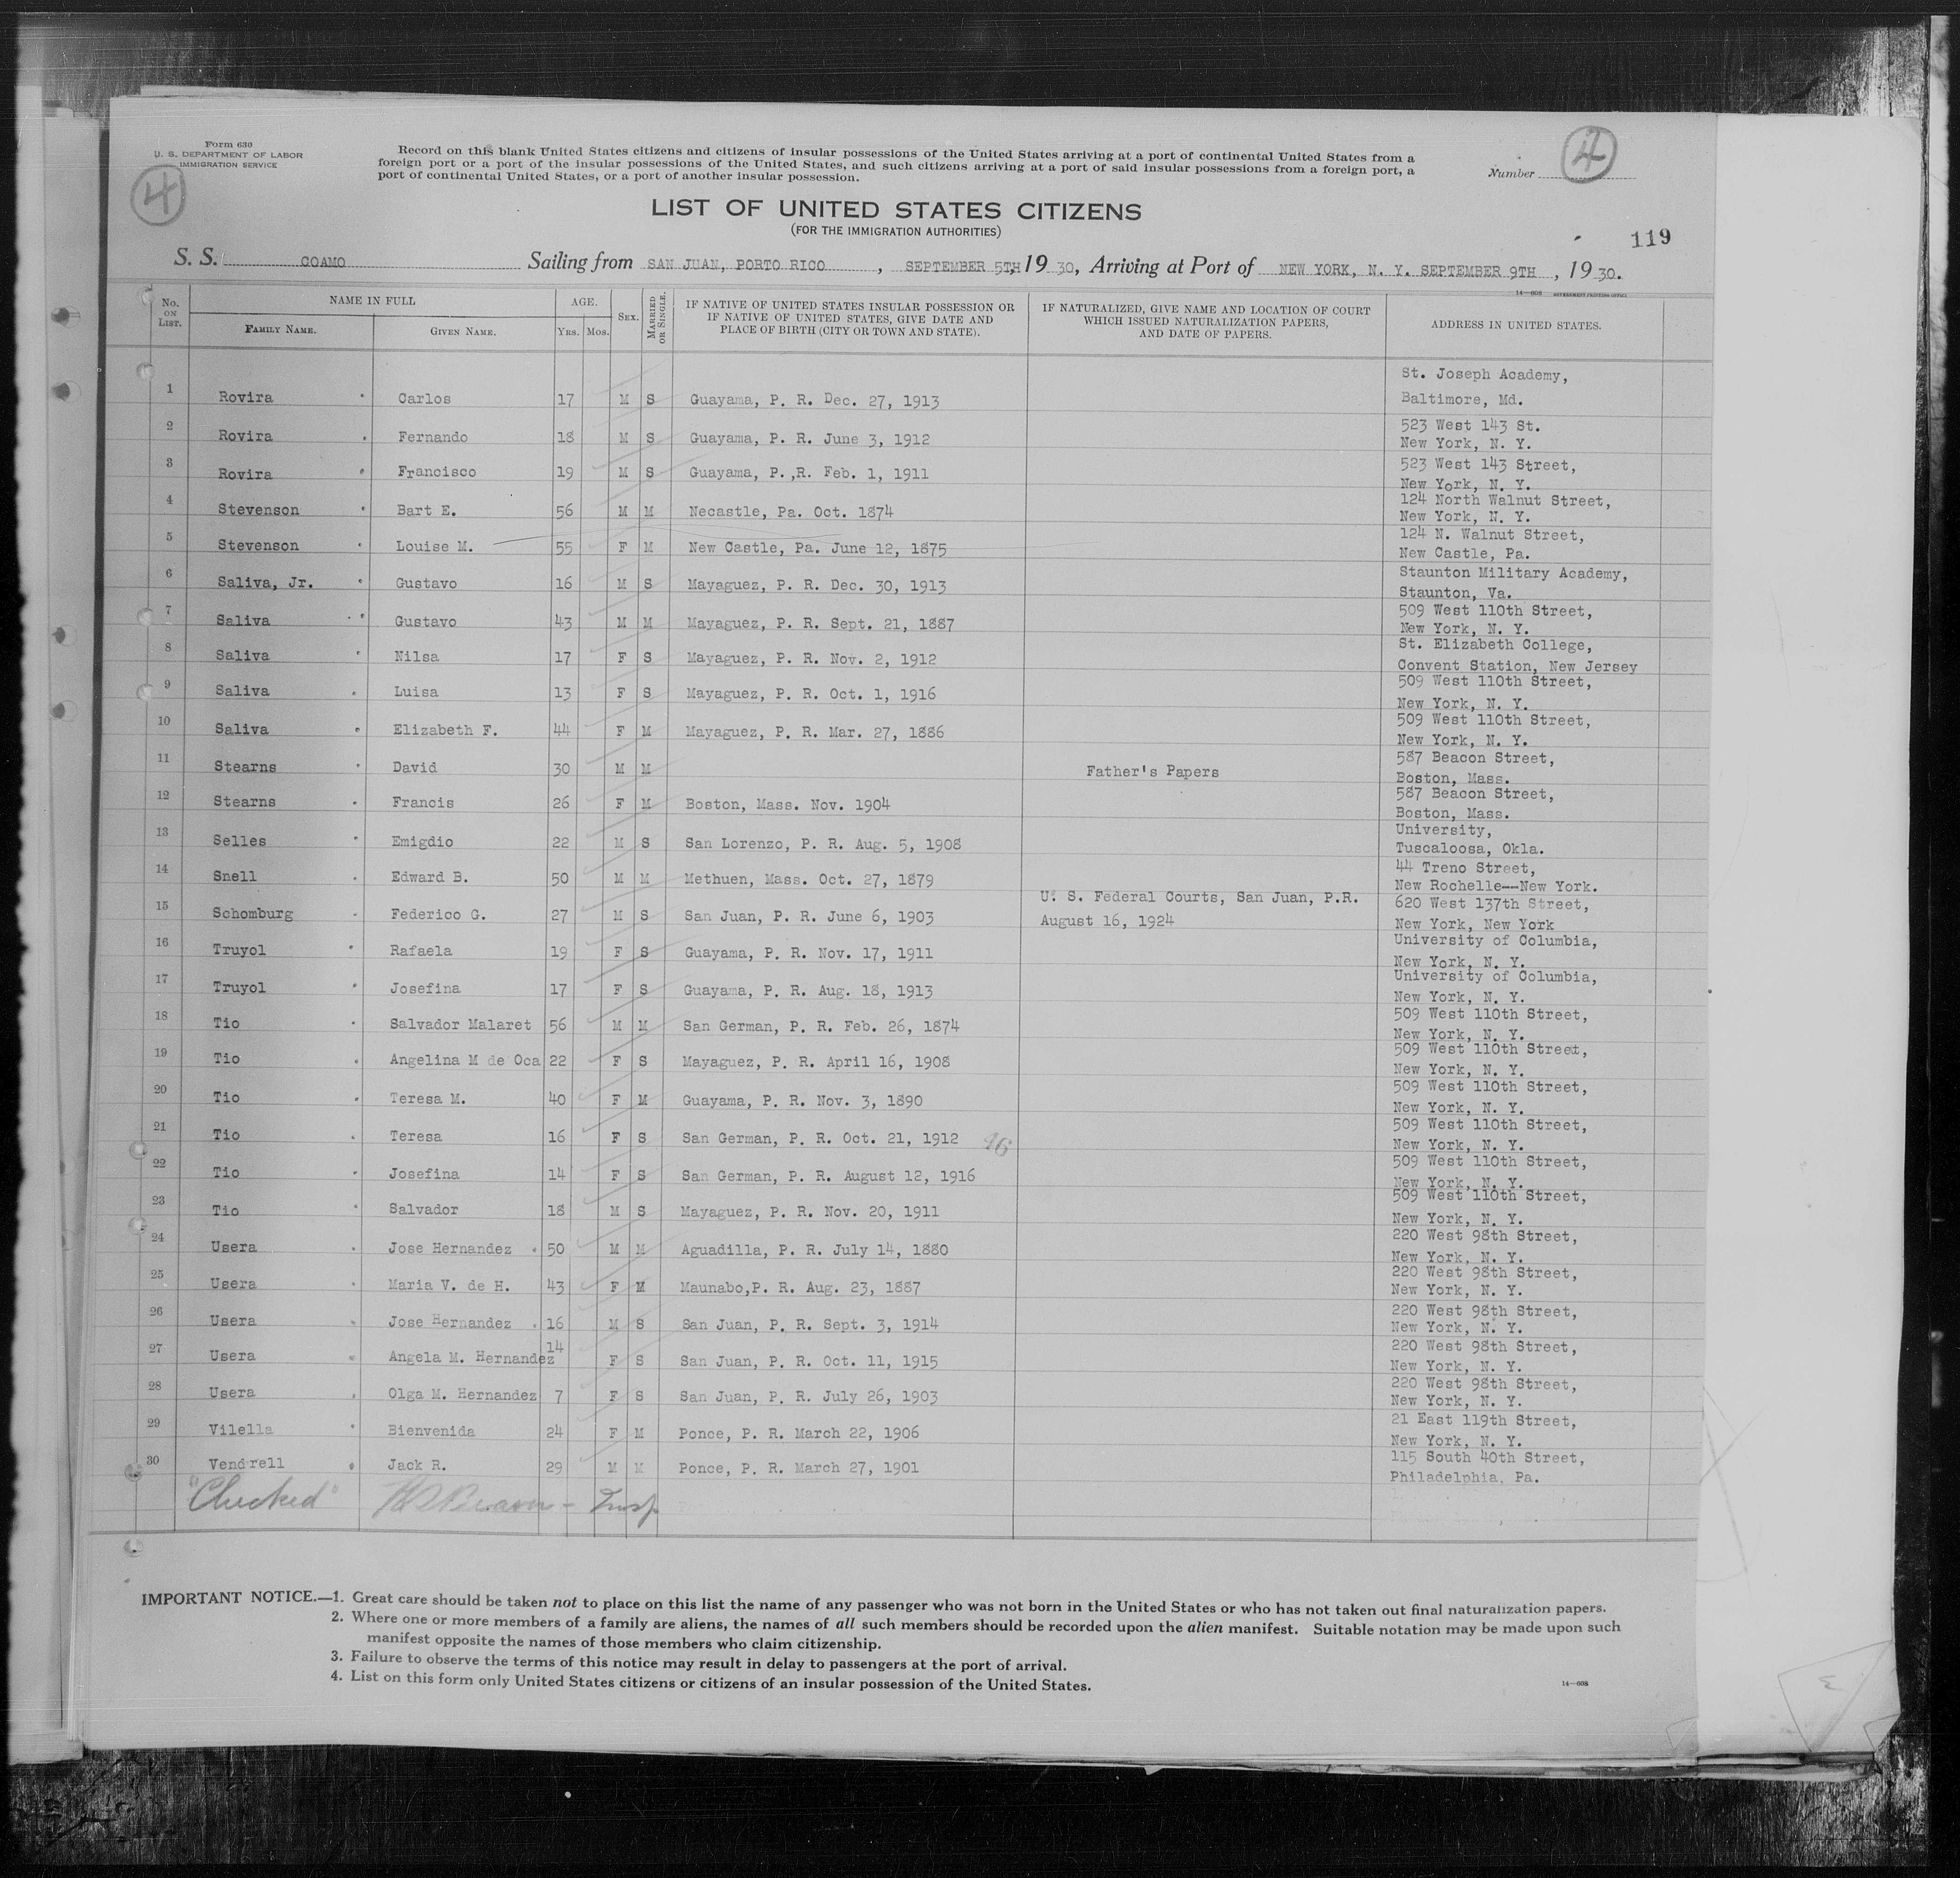 Form 630
U. S. DEPARTMENT OF LABOR
IMMIGRATION SERVICE
4
Record on this blank United States citizens and citizens of insular possessions of the United States arriving at a port of continental United States from a
foreign port or a port of the insular possessions of the United States, and such citizens arriving at a port of said insular possessions from a foreign port, a
port of continental United States, or a port of another insular possession.
Number 4
LIST OF UNITED STATES CITIZENS
(FOR THE IMMIGRATION AUTHORITIES)
119
S. S. COAMO Sailing from SAN JUAN, PORTO RICO, SEPTEMBER 5TH, 1930, Arriving at Port of NEW YORK, N. Y. SEPTEMBER 9TH, 1930.
14—608 GOVERNMENT PRINTING OFFICE
No. ON LIST. NAME IN FULL FAMILY NAME. GIVEN NAME. AGE. YRS. MOS. SEX. MARRIED OR SINGLE. IF NATIVE OF UNITED STATES INSULAR POSSESSION OR IF NATIVE OF UNITED STATES, GIVE DATE AND PLACE OF BIRTH (CITY OR TOWN AND STATE). IF NATURALIZED, GIVE NAME AND LOCATION OF COURT WHICH ISSUED NATURALIZATION PAPERS, AND DATE OF PAPERS. ADDRESS IN UNITED STATES.
1 Rovira Carlos 17 M S Guayama, P. R. Dec. 27, 1913 St. Joseph Academy, Baltimore, Md.
2 Rovira Fernando 18 M S Guayama, P. R. June 3, 1912 523 West 143 St. New York, N. Y.
3 Rovira Francisco 19 M S Guayama, P. ,R. Feb. 1, 1911 523 West 143 Street, New York, N. Y.
4 Stevenson Bart E. 56 M M Necastle, Pa. Oct. 1874 124 North Walnut Street, New York, N. Y.
5 Stevenson Louise M. 55 F M New Castle, Pa. June 12, 1875 124 N. Walnut Street, New Castle, Pa.
6 Saliva, Jr. Gustavo 16 M S Mayaguez, P. R. Dec. 30, 1913 Staunton Military Academy, Staunton, Va.
7 Saliva Gustavo 43 M M Mayaguez, P. R. Sept. 21, 1887 509 West 110th Street, New York, N. Y.
8 Saliva Nilsa 17 F S Mayaguez, P. R. Nov. 2, 1912 St. Elizabeth College, Convent Station, New Jersey
9 Saliva Luisa 13 F S Mayaguez, P. R. Oct. 1, 1916 509 West 110th Street, New York, N. Y.
10 Saliva Elizabeth F. 44 F M Mayaguez, P. R. Mar. 27, 1886 509 West 110th Street, New York, N. Y.
11 Stearns David 30 M M Father's Papers 587 Beacon Street, Boston, Mass.
12 Stearns Francis 26 F M Boston, Mass. Nov. 1904 587 Beacon Street, Boston, Mass.
13 Selles Emigdio 22 M S San Lorenzo, P. R. Aug. 5, 1908 University, Tuscaloosa, Okla.
14 Snell Edward B. 50 M M Methuen, Mass. Oct. 27, 1879 44 Treno Street, New Rochelle--New York.
15 Schomburg Federico G. 27 M S San Juan, P. R. June 6, 1903 U. S. Federal Courts, San Juan, P.R. August 16, 1924 620 West 137th Street, New York, New York
16 Truyol Rafaela 19 F S Guayama, P. R. Nov. 17, 1911 University of Columbia, New York, N. Y.
17 Truyol Josefina 17 F S Guayama, P. R. Aug. 18, 1913 University of Columbia, New York, N. Y.
18 Tio Salvador Malaret 56 M M San German, P. R. Feb. 26, 1874 509 West 110th Street, New York, N. Y.
19 Tio Angelina M de Oca 22 F S Mayaguez, P. R. April 16, 1908 509 West 110th Street, New York, N. Y.
20 Tio Teresa M. 40 F M Guayama, P. R. Nov. 3, 1890 509 West 110th Street, New York, N. Y.
21 Tio Teresa 16 F S San German, P. R. Oct. 21, 1912 16 509 West 110th Street, New York, N. Y.
22 Tio Josefina 14 F S San German, P. R. August 12, 1916 509 West 110th Street, New York, N. Y.
23 Tio Salvador 18 M S Mayaguez, P. R. Nov. 20, 1911 509 West 110th Street, New York, N. Y.
24 Usera Jose Hernandez 50 M M Aguadilla, P. R. July 14, 1880 220 West 98th Street, New York, N. Y.
25 Usera Maria V. de H. 43 F M Maunabo,P. R. Aug. 23, 1887 220 West 98th Street, New York, N. Y.
26 Usera Jose Hernandez 16 M S San Juan, P. R. Sept. 3, 1914 220 West 98th Street, New York, N. Y.
27 Usera Angela M. Hernandez 14 F S San Juan, P. R. Oct. 11, 1915 220 West 98th Street, New York, N. Y.
28 Usera Olga M. Hernandez 7 F S San Juan, P. R. July 26, 1903 220 West 98th Street, New York, N. Y.
29 Vilella Bienvenida 24 F M Ponce, P. R. March 22, 1906 21 East 119th Street, New York, N. Y.
30 Vendrell Jack R. 29 M M Ponce, P. R. March 27, 1901 115 South 40th Street, Philadelphia, Pa.
"Checked" Insp.
IMPORTANT NOTICE.—1. Great care should be taken not to place on this list the name of any passenger who was not born in the United States or who has not taken out final naturalization papers.
2. Where one or more members of a family are aliens, the names of all such members should be recorded upon the alien manifest. Suitable notation may be made upon such
manifest opposite the names of those members who claim citizenship.
3. Failure to observe the terms of this notice may result in delay to passengers at the port of arrival.
4. List on this form only United States citizens or citizens of an insular possession of the United States.
14—608